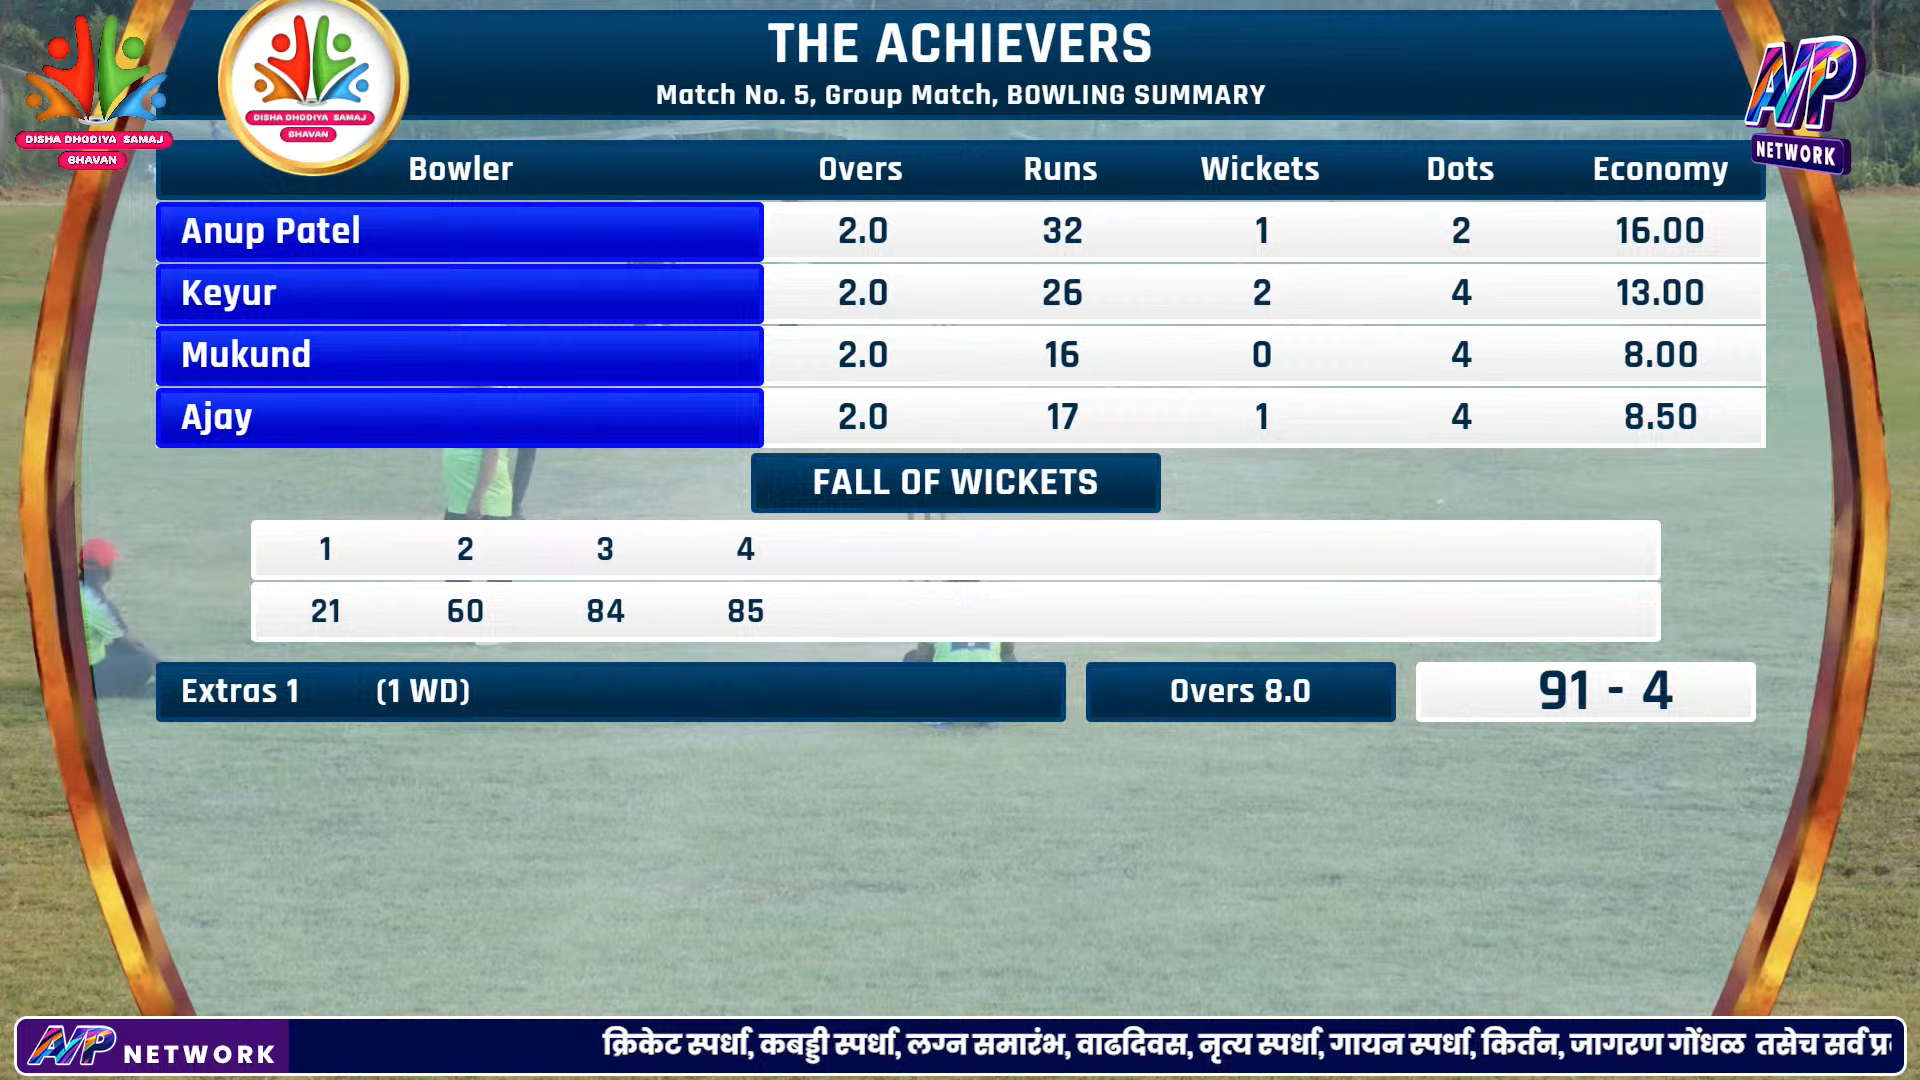 THE ACHIEVERS
Match No. 5, Group Match, BOWLING SUMMARY
DISHA DHODIYA SAMAJ
BHAVAN
DISHA DHODIYA SAMAJ
BHAVAN
AIP
NETWORK
Bowler Overs Runs Wickets Dots Economy
Anup Patel 2.0 32 1 2 16.00
Keyur 2.0 26 2 4 13.00
Mukund 2.0 16 0 4 8.00
Ajay 2.0 17 1 4 8.50
FALL OF WICKETS
1 2 3 4
21 60 84 85
Extras 1 (1 WD) Overs 8.0 91 - 4
AIP NETWORK क्रिकेट स्पर्धा, कबड्डी स्पर्धा, लग्न समारंभ, वाढदिवस, नृत्य स्पर्धा, गायन स्पर्धा, किर्तन, जागरण गोंधळ तसेच सर्व